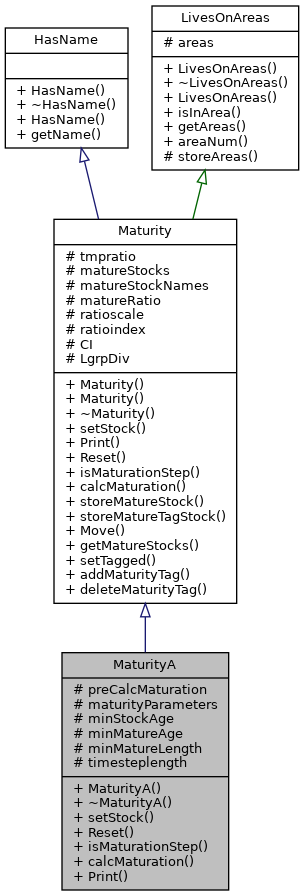 HasName
+ HasName()
+ ~HasName()
+ HasName()
+ getName()
LivesOnAreas
# areas
+ LivesOnAreas()
+ ~LivesOnAreas()
+ LivesOnAreas()
+ isInArea()
+ getAreas()
+ areaNum()
# storeAreas()
Maturity
# tmpratio
# matureStocks
# matureStockNames
# matureRatio
# ratioscale
# ratioindex
# CI
# LgrpDiv
+ Maturity()
+ Maturity()
+ ~Maturity()
+ setStock()
+ Print()
+ Reset()
+ isMaturationStep()
+ calcMaturation()
+ storeMatureStock()
+ storeMatureTagStock()
+ Move()
+ getMatureStocks()
+ setTagged()
+ addMaturityTag()
+ deleteMaturityTag()
MaturityA
# preCalcMaturation
# maturityParameters
# minStockAge
# minMatureAge
# minMatureLength
# timesteplength
+ MaturityA()
+ ~MaturityA()
+ setStock()
+ Reset()
+ isMaturationStep()
+ calcMaturation()
+ Print()